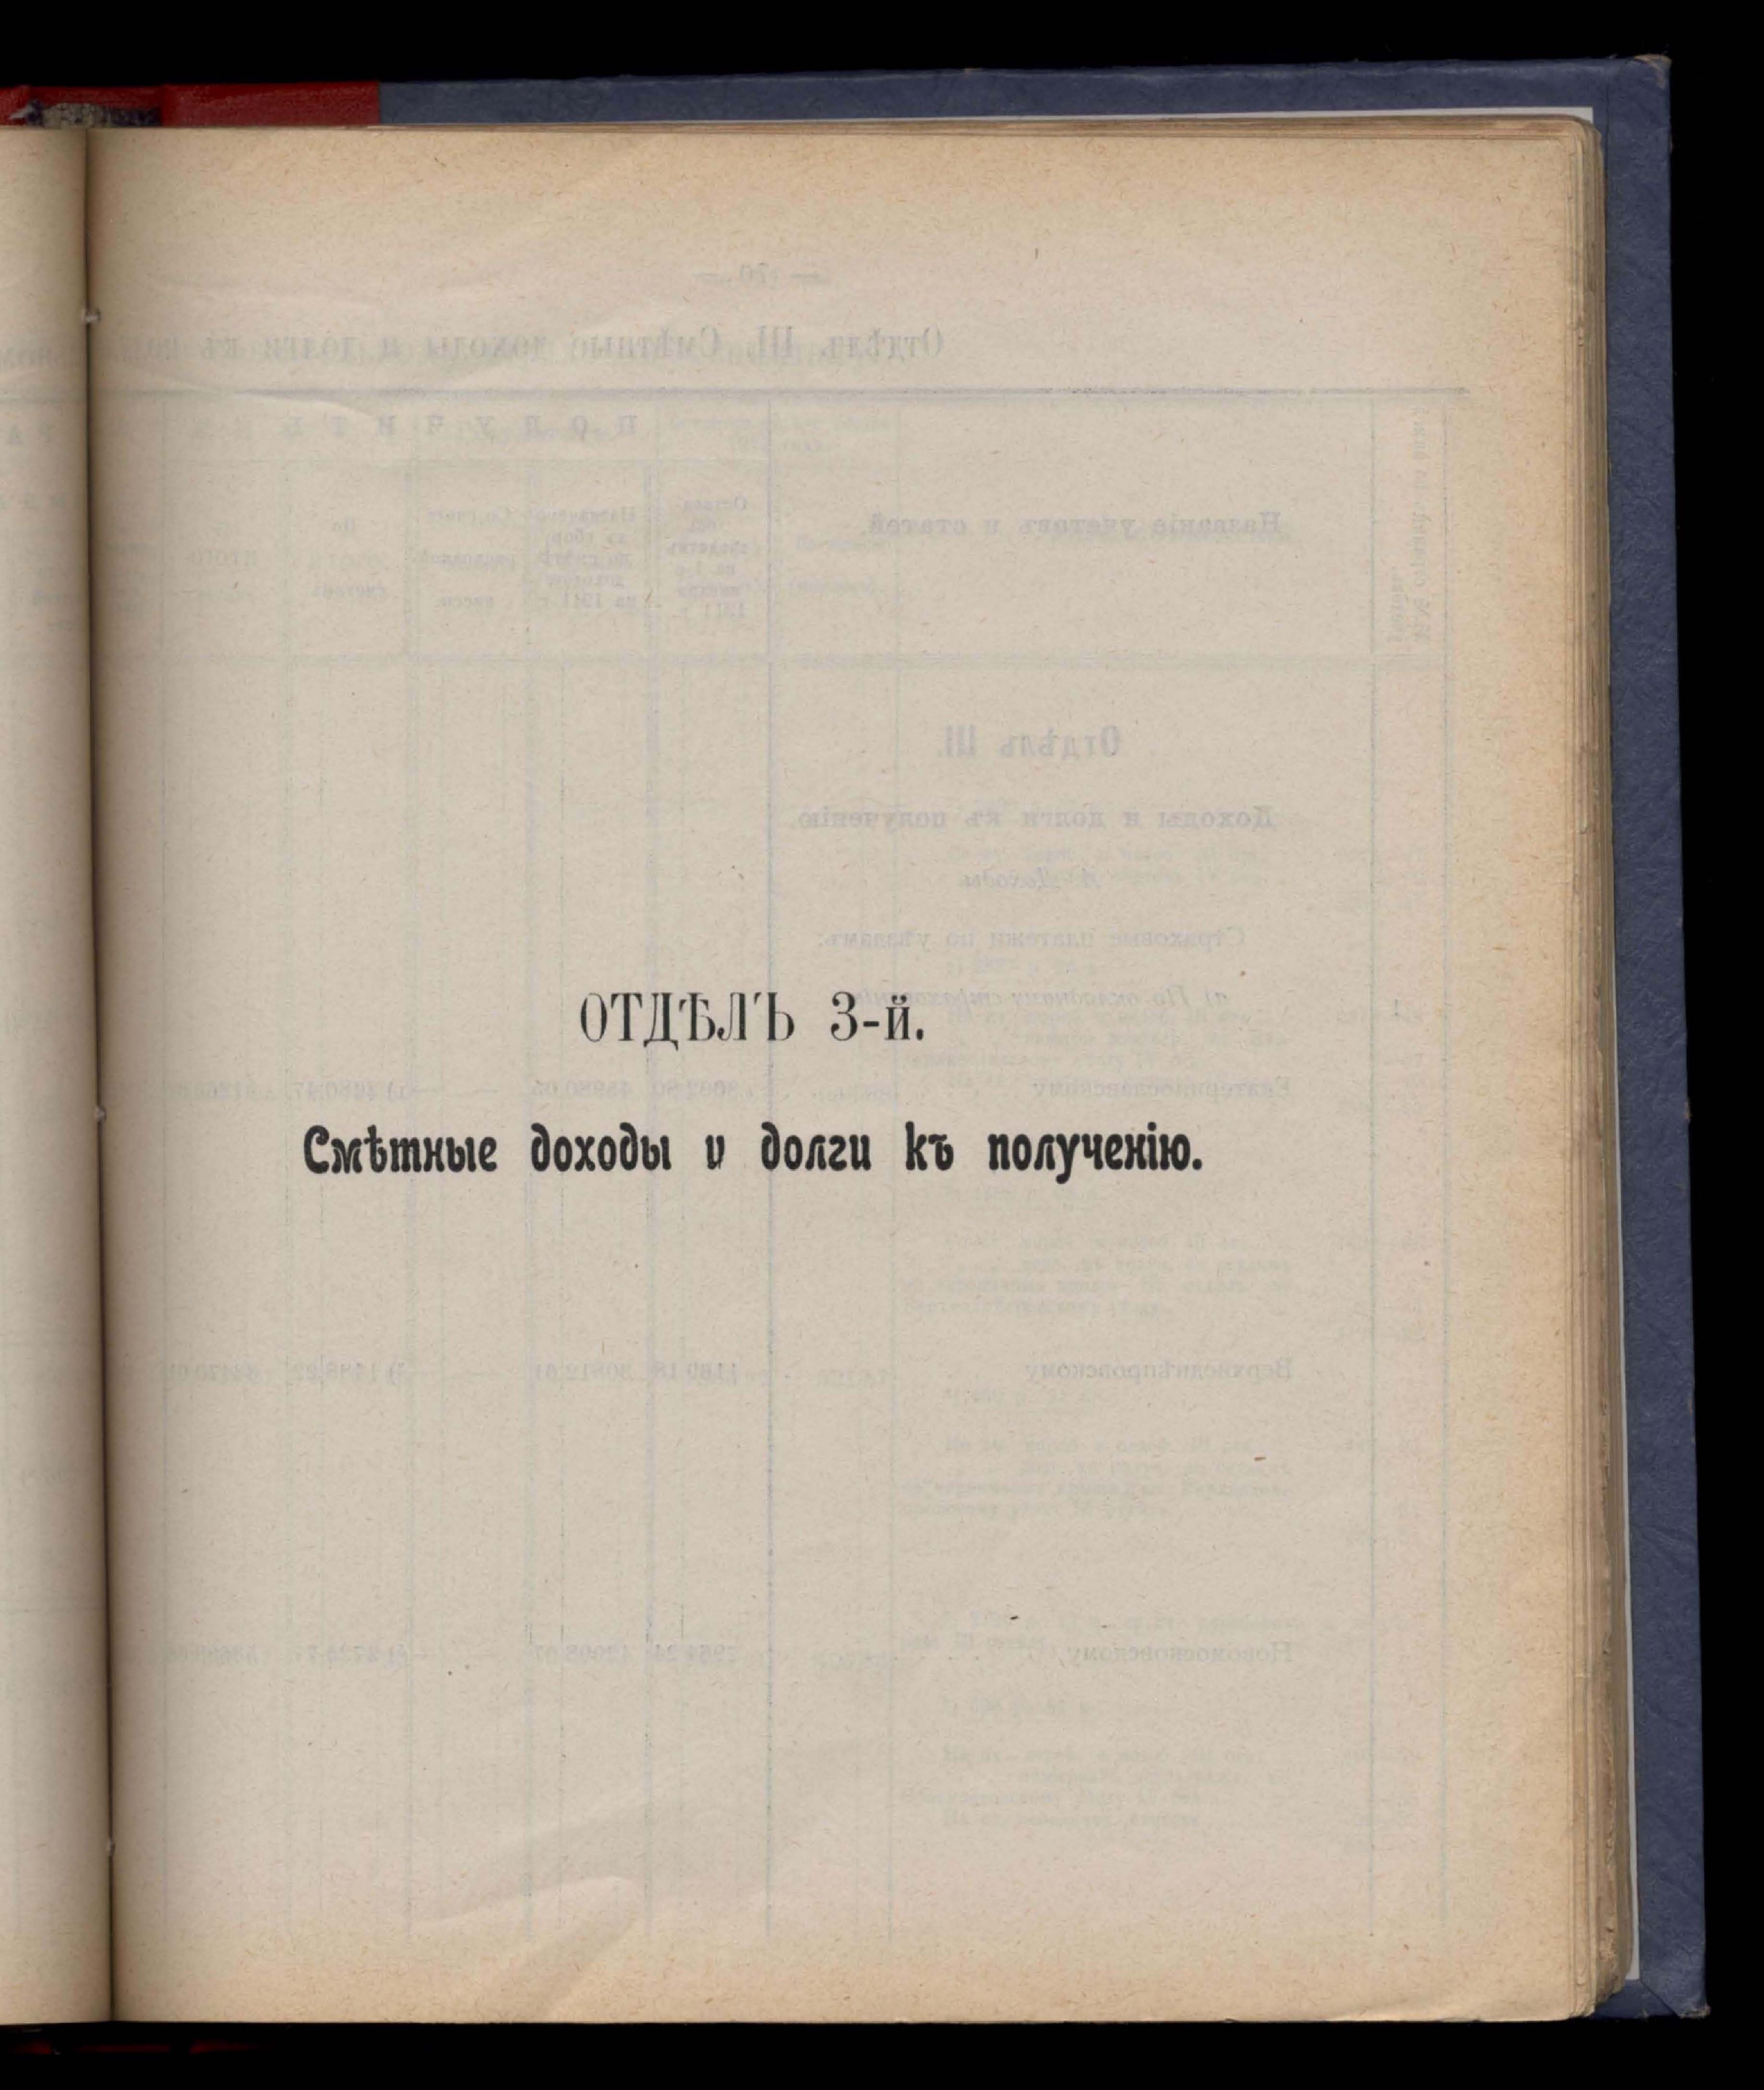 ОТДѢЛЪ 3-й.
Смѣтные доходы и долги къ полученію.